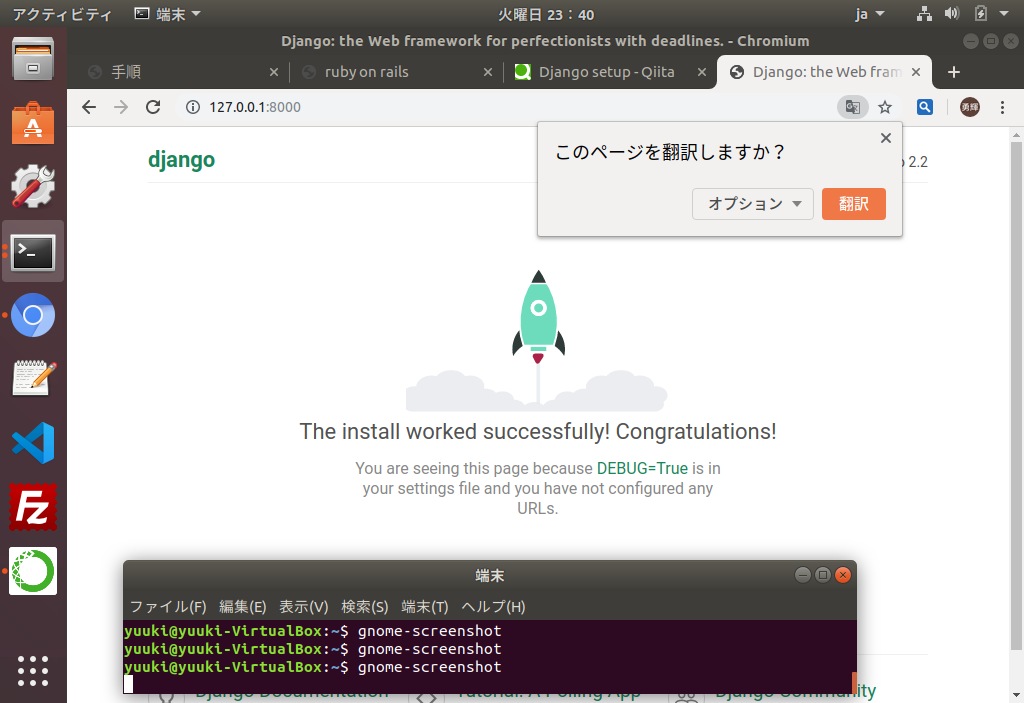 アクティビティ 端末 火曜日 23：40 ja
Django: the Web framework for perfectionists with deadlines. - Chromium
手順 ruby on rails Django setup - Qiita Django: the Web fram
127.0.0.1:8000 勇輝
このページを翻訳しますか？
オプション 翻訳
django 2.2
The install worked successfully! Congratulations!
You are seeing this page because DEBUG=True is in
your settings file and you have not configured any
URLs.
端末
ファイル(F) 編集(E) 表示(V) 検索(S) 端末(T) ヘルプ(H)
yuuki@yuuki-VirtualBox:~$ gnome-screenshot
yuuki@yuuki-VirtualBox:~$ gnome-screenshot
yuuki@yuuki-VirtualBox:~$ gnome-screenshot
Django Documentation Tutorial: A Polling App Django Community